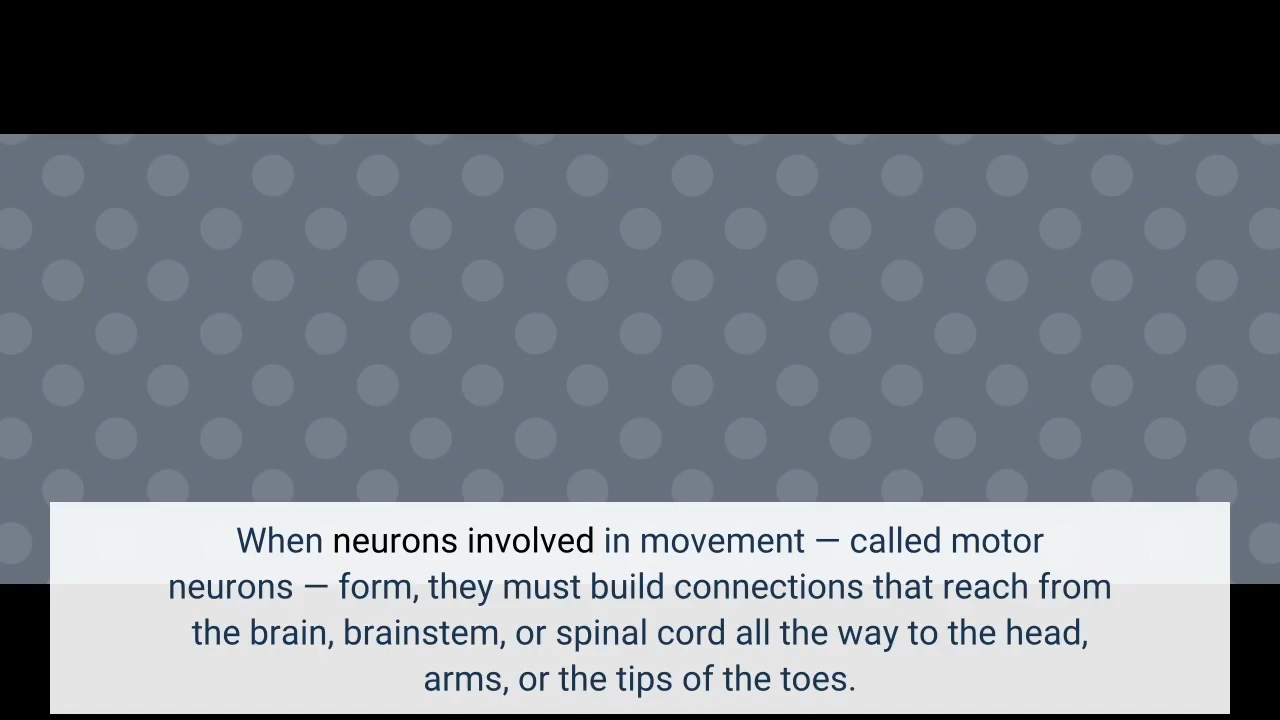 When neurons involved in movement — called motor
neurons — form, they must build connections that reach from
the brain, brainstem, or spinal cord all the way to the head,
arms, or the tips of the toes.